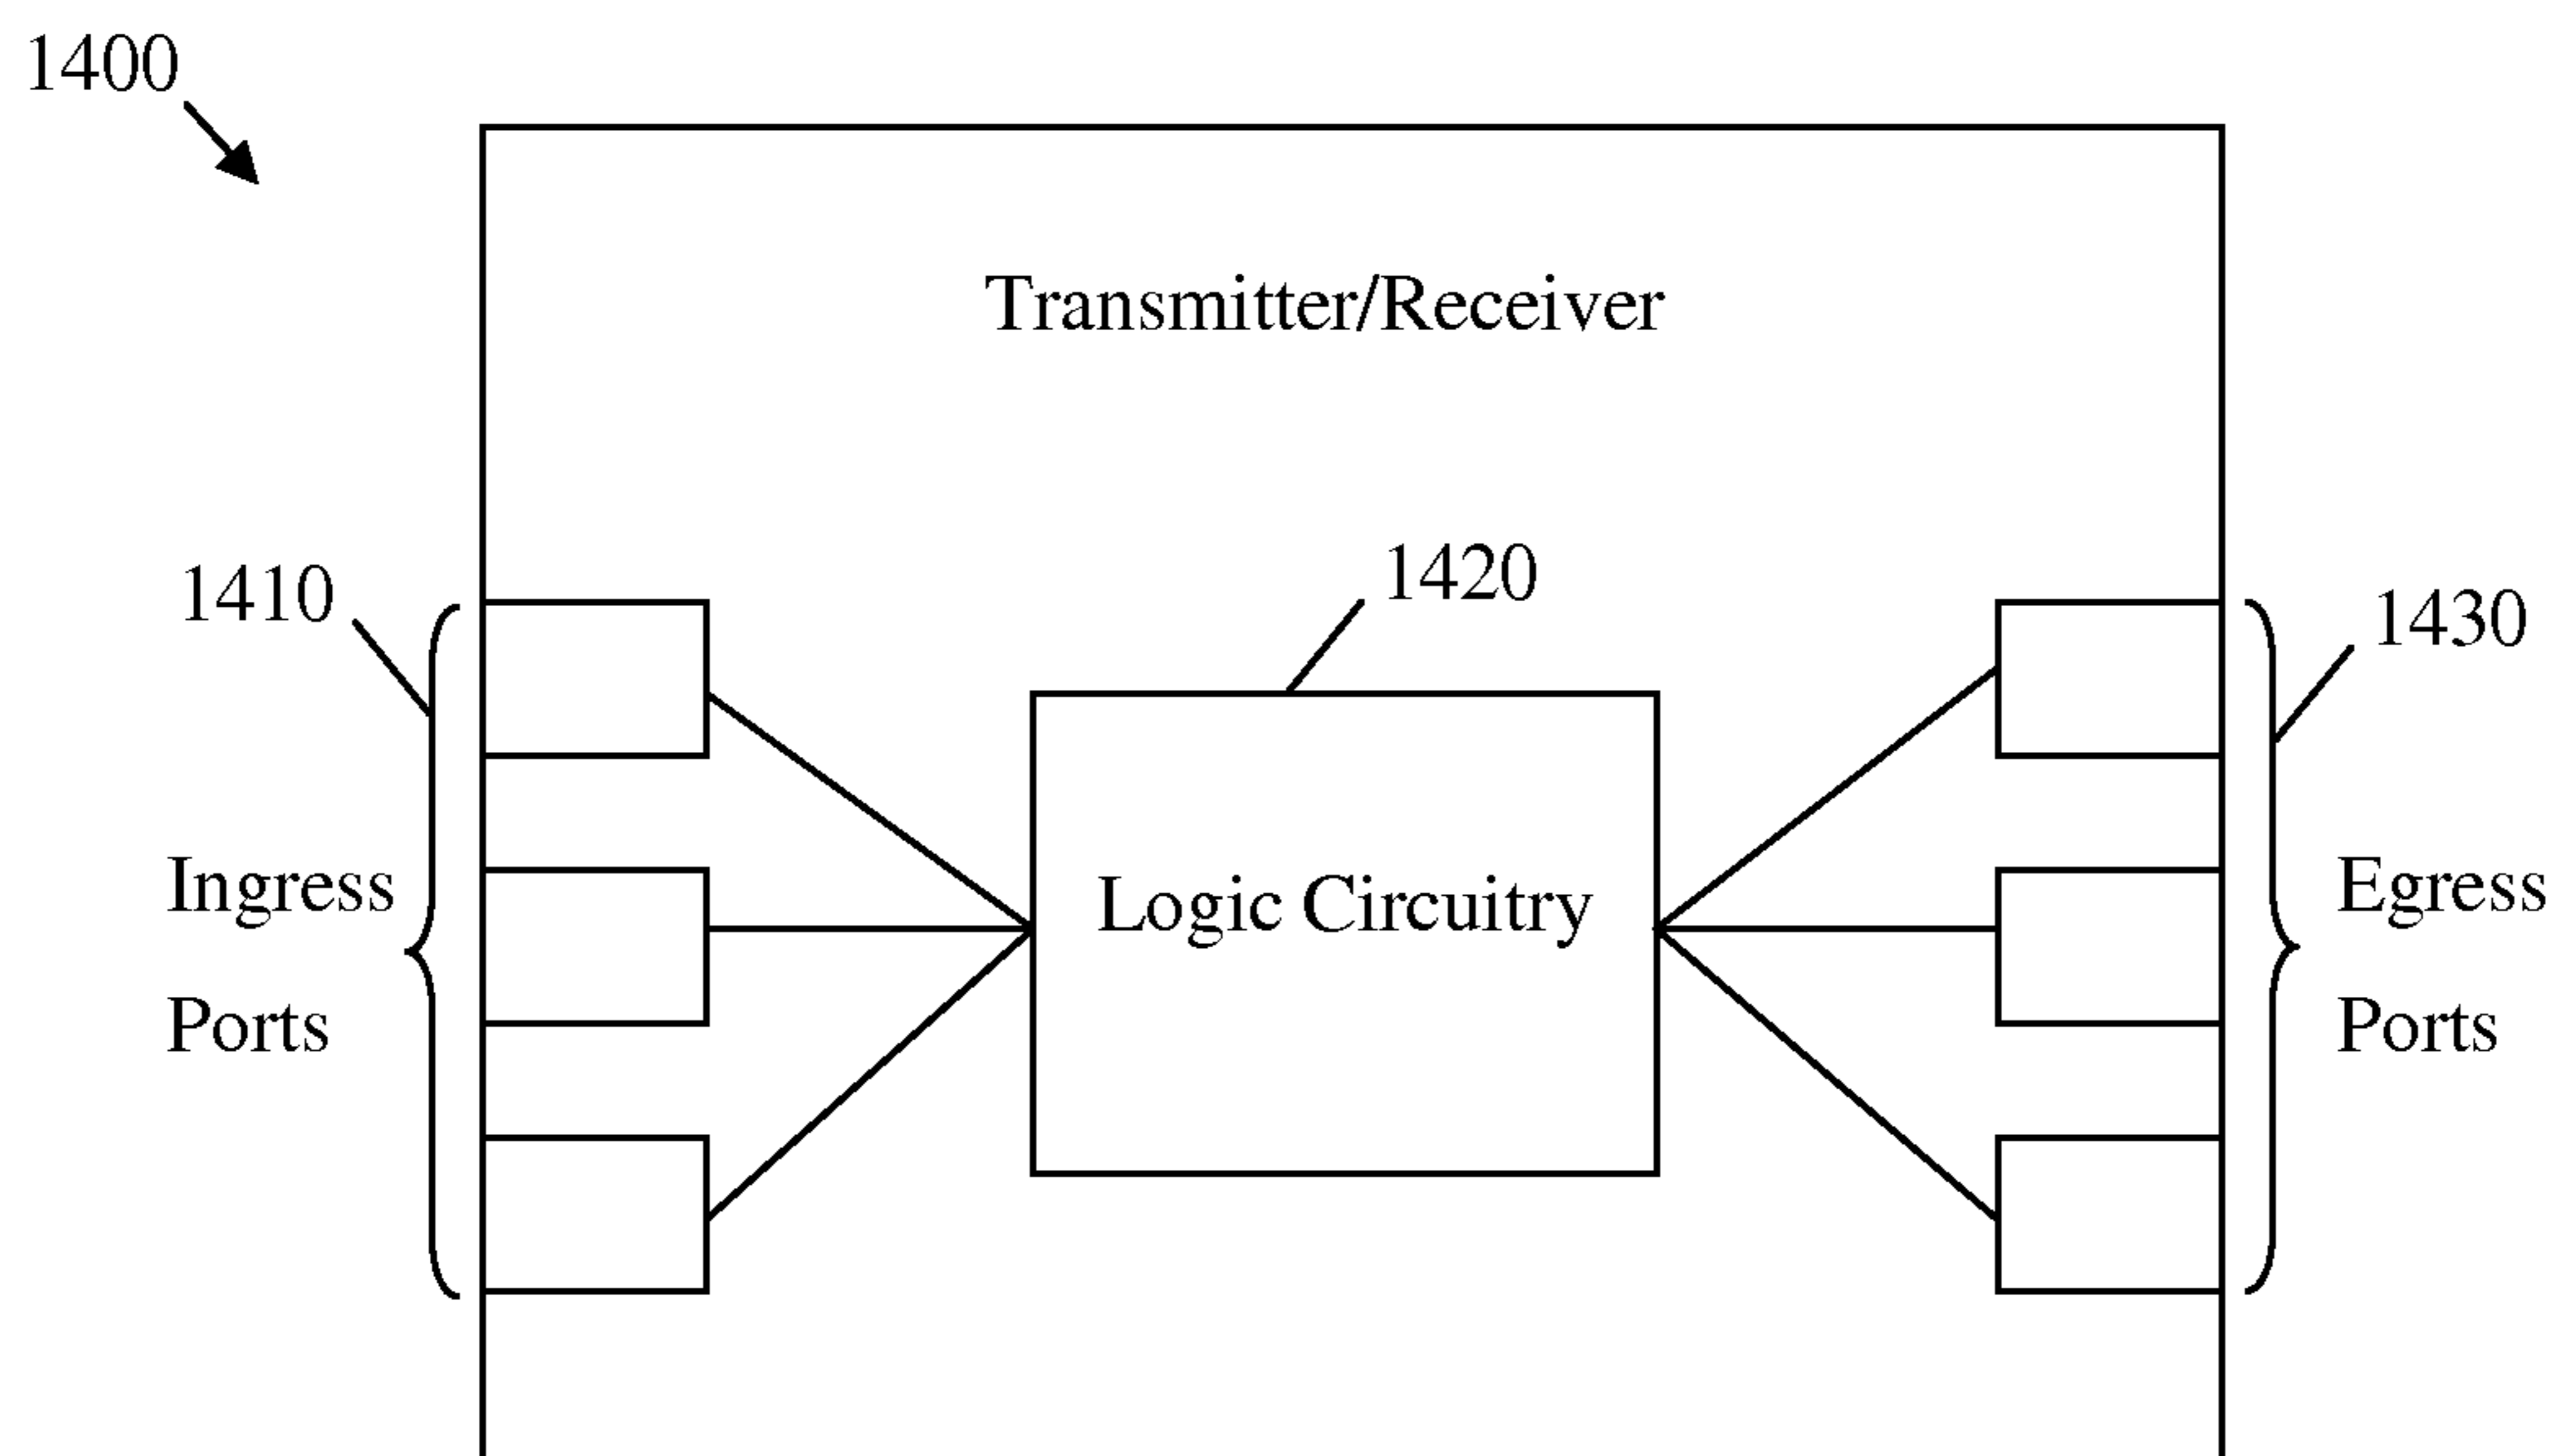 1400
Transmitter/Receiver
1410
1420
1430
Ingress
Ports
Logic Circuitry
Egress
Ports